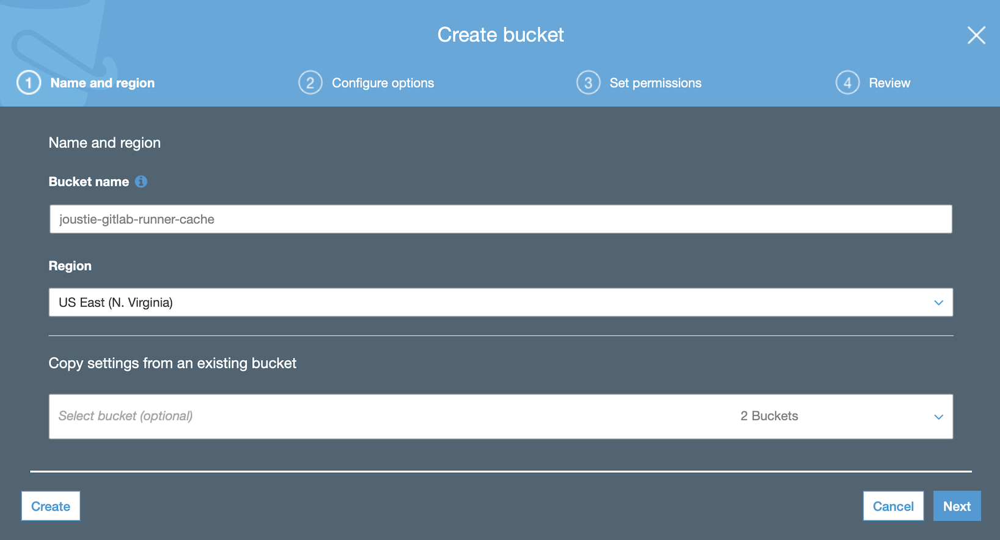 Create bucket
1 Name and region 2 Configure options 3 Set permissions 4 Review
Name and region
Bucket name
joustie-gitlab-runner-cache
Region
US East (N. Virginia)
Copy settings from an existing bucket
Select bucket (optional) 2 Buckets
Create Cancel Next